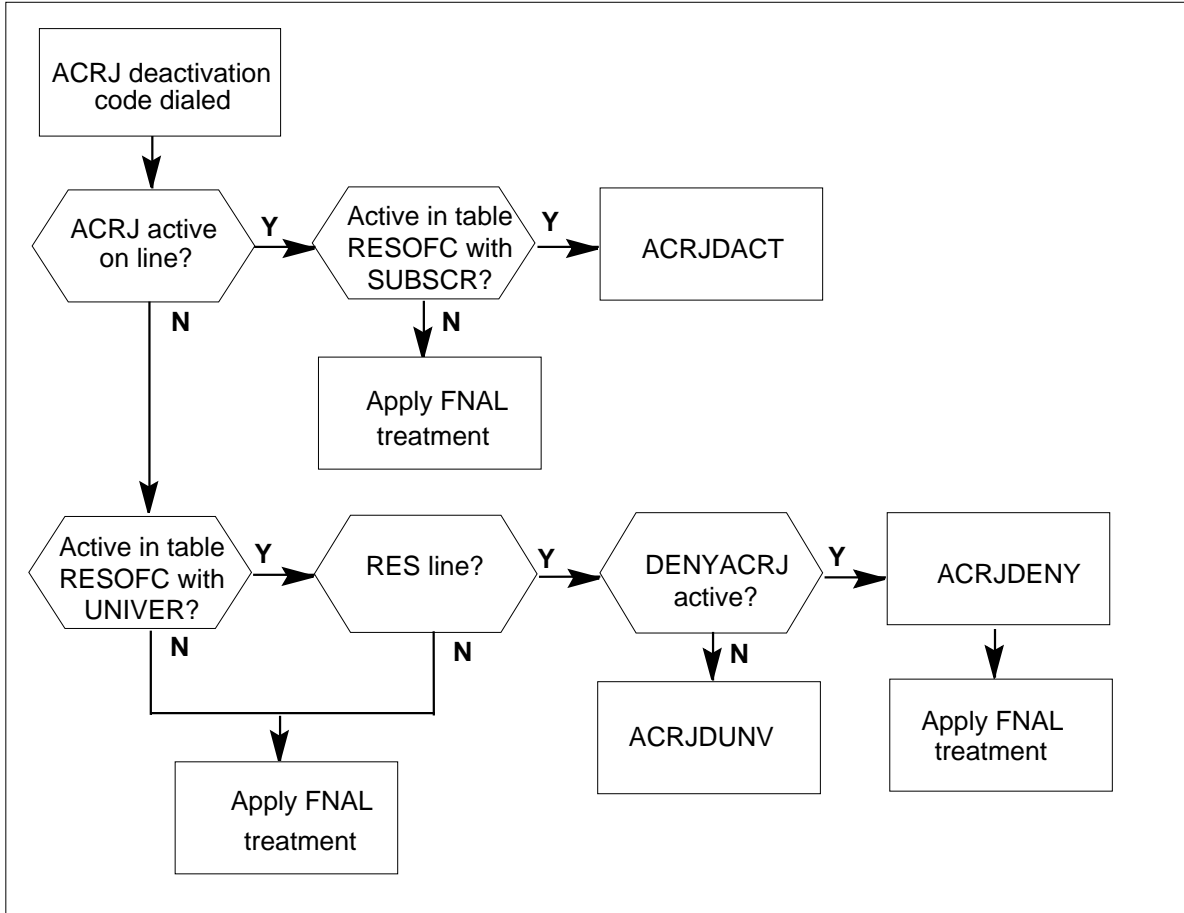 ACRJ deactivation
code dialed
ACRJ active
on line?
Y
Active in table
RESOFC with
SUBSCR?
Y
ACRJDACT
N
N
Apply FNAL
treatment
Active in table
RESOFC with
UNIVER?
Y
RES line?
Y
DENYACRJ
active?
Y
ACRJDENY
N
N
N
ACRJDUNV
Apply FNAL
treatment
Apply FNAL
treatment